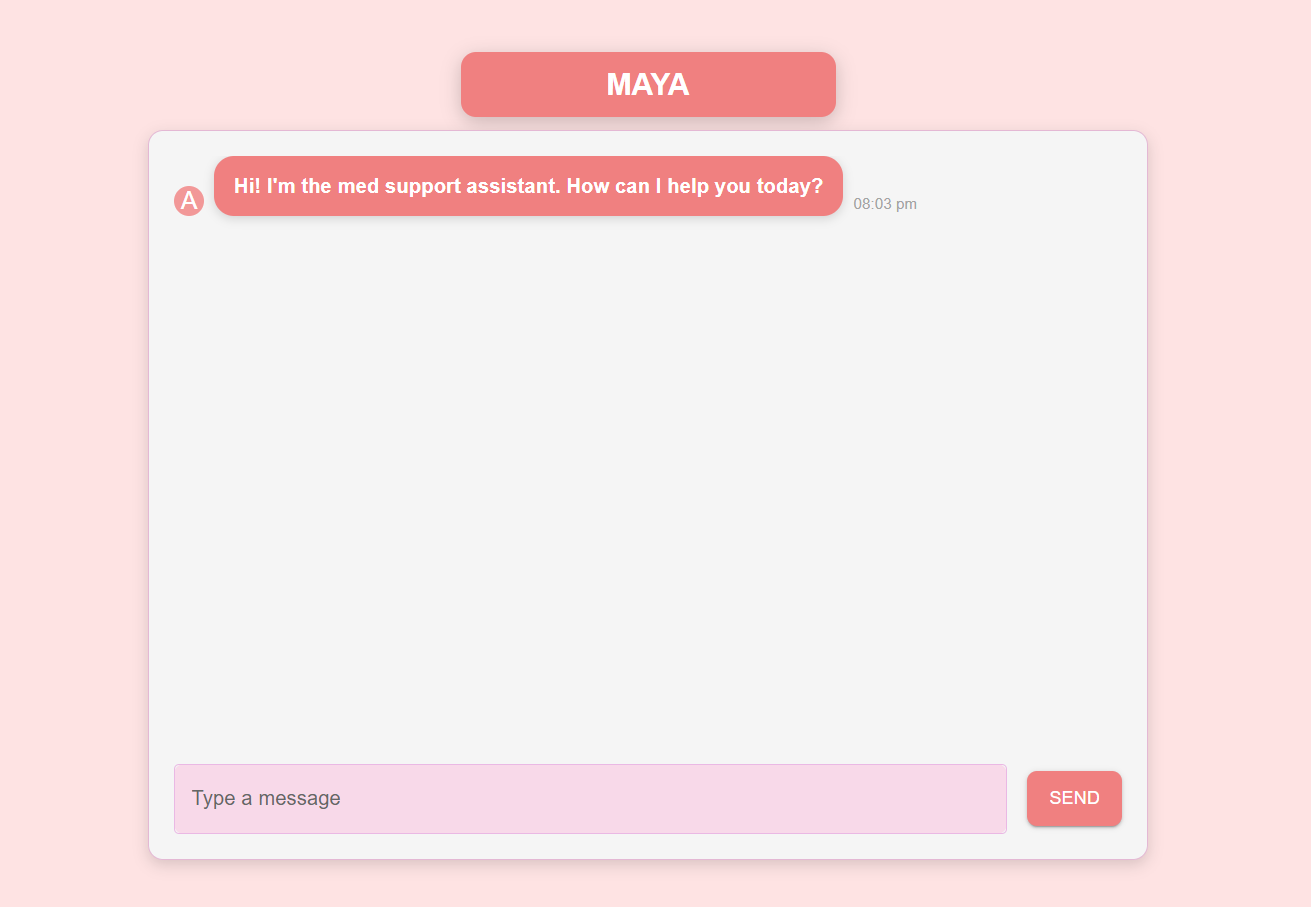 MAYA
A
Hi! I'm the med support assistant. How can I help you today?
08:03 pm
Type a message
SEND